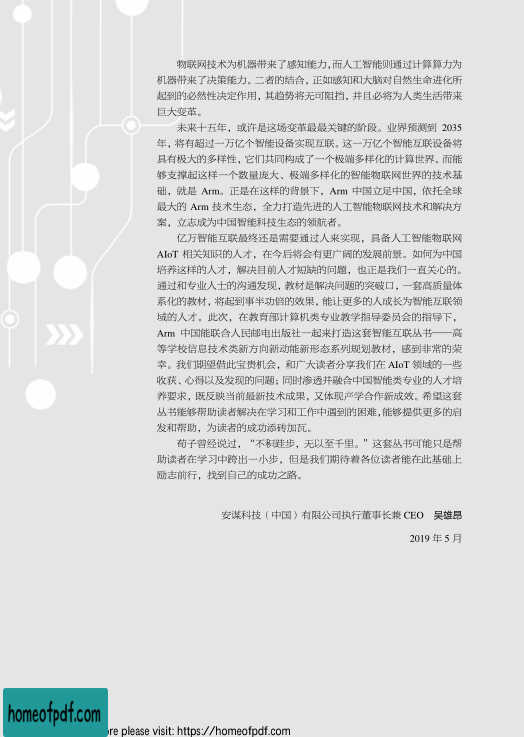 物联网技术为机器带来了感知能力，而人工智能则通过计算算力为
机器带来了决策能力。二者的结合，正如感知和大脑对自然生命进化所
起到的必然性决定作用，其趋势将无可阻挡，并且必将为人类生活带来
巨大变革。
未来十五年，或许是这场变革最最关键的阶段。业界预测到 2035
年，将有超过一万亿个智能设备实现互联。这一万亿个智能互联设备将
具有极大的多样性，它们共同构成了一个极端多样化的计算世界。而能
够支撑起这样一个数量庞大、极端多样化的智能物联网世界的技术基
础，就是 Arm。正是在这样的背景下，Arm 中国立足中国，依托全球
最大的 Arm 技术生态，全力打造先进的人工智能物联网技术和解决方
案，立志成为中国智能科技生态的领航者。
亿万智能互联最终还是需要通过人来实现，具备人工智能物联网
AIoT 相关知识的人才，在今后将会有更广阔的发展前景。如何为中国
培养这样的人才，解决目前人才短缺的问题，也正是我们一直关心的。
通过和专业人士的沟通发现，教材是解决问题的突破口，一套高质量体
系化的教材，将起到事半功倍的效果，能让更多的人成长为智能互联领
域的人才。此次，在教育部计算机类专业教学指导委员会的指导下，
Arm 中国能联合人民邮电出版社一起来打造这套智能互联丛书——高
等学校信息技术类新方向新动能新形态系列规划教材，感到非常的荣
幸。我们期望借此宝贵机会，和广大读者分享我们在 AIoT 领域的一些
收获、心得以及发现的问题；同时渗透并融合中国智能类专业的人才培
养要求，既反映当前最新技术成果，又体现产学合作新成效。希望这套
丛书能够帮助读者解决在学习和工作中遇到的困难，能够提供更多的启
发和帮助，为读者的成功添砖加瓦。
荀子曾经说过，“不积跬步，无以至千里。”这套丛书可能只是帮
助读者在学习中跨出一小步，但是我们期待着各位读者能在此基础上
励志前行，找到自己的成功之路。
安谋科技（中国）有限公司执行董事长兼 CEO 吴雄昂
2019 年 5 月
homeofpdf.com
re please visit: https://homeofpdf.com